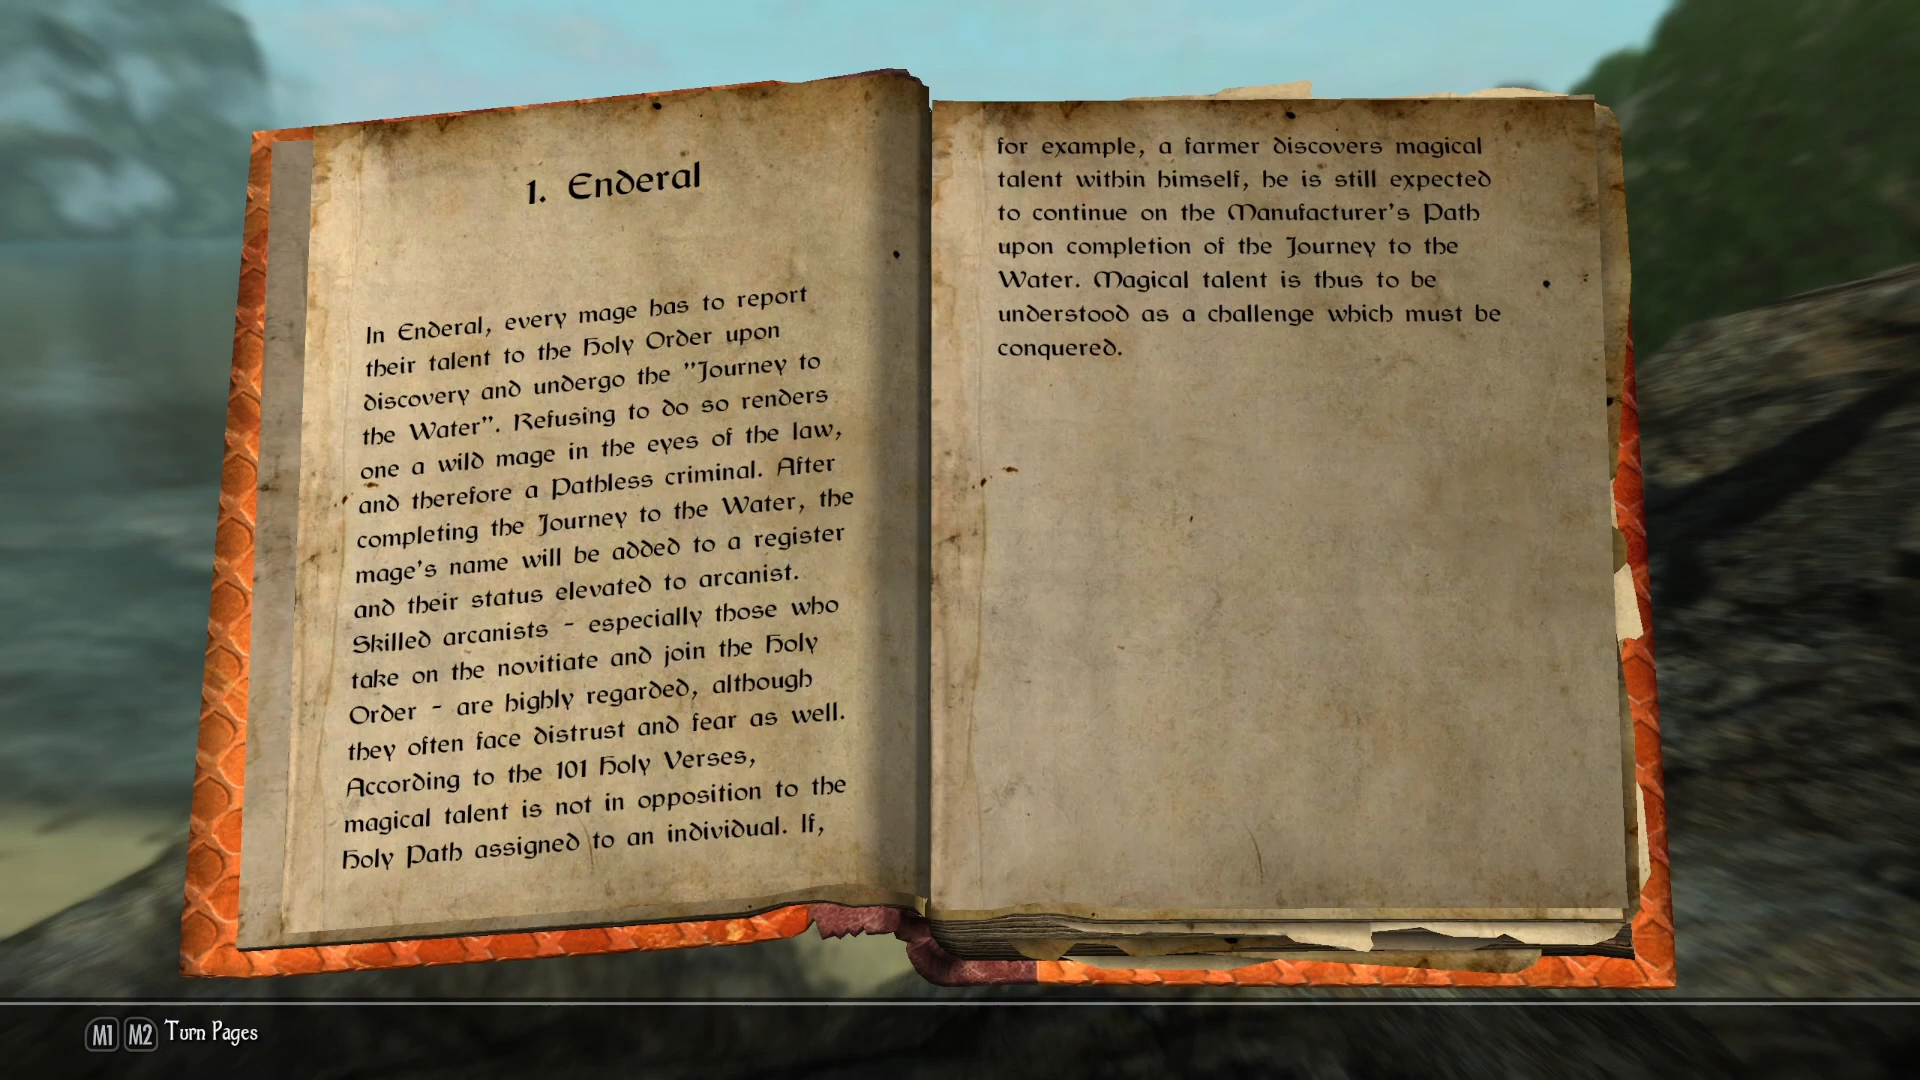 1. Enderal
In Enderal, every mage has to report
their talent to the Holy Order upon
discovery and undergo the "Journey to
the Water". Refusing to do so renders
one a wild mage in the eyes of the law,
and therefore a Pathless criminal. After
completing the Journey to the Water, the
mage's name will be added to a register
and their status elevated to arcanist.
Skilled arcanists - especially those who
take on the novitiate and join the Holy
Order - are highly regarded, although
they often face distrust and fear as well.
According to the 101 Holy Verses,
magical talent is not in opposition to the
Holy Path assigned to an individual. If,
for example, a farmer discovers magical
talent within himself, he is still expected
to continue on the Manufacturer's Path
upon completion of the Journey to the
Water. Magical talent is thus to be
understood as a challenge which must be
conquered.
M1 M2 Turn Pages